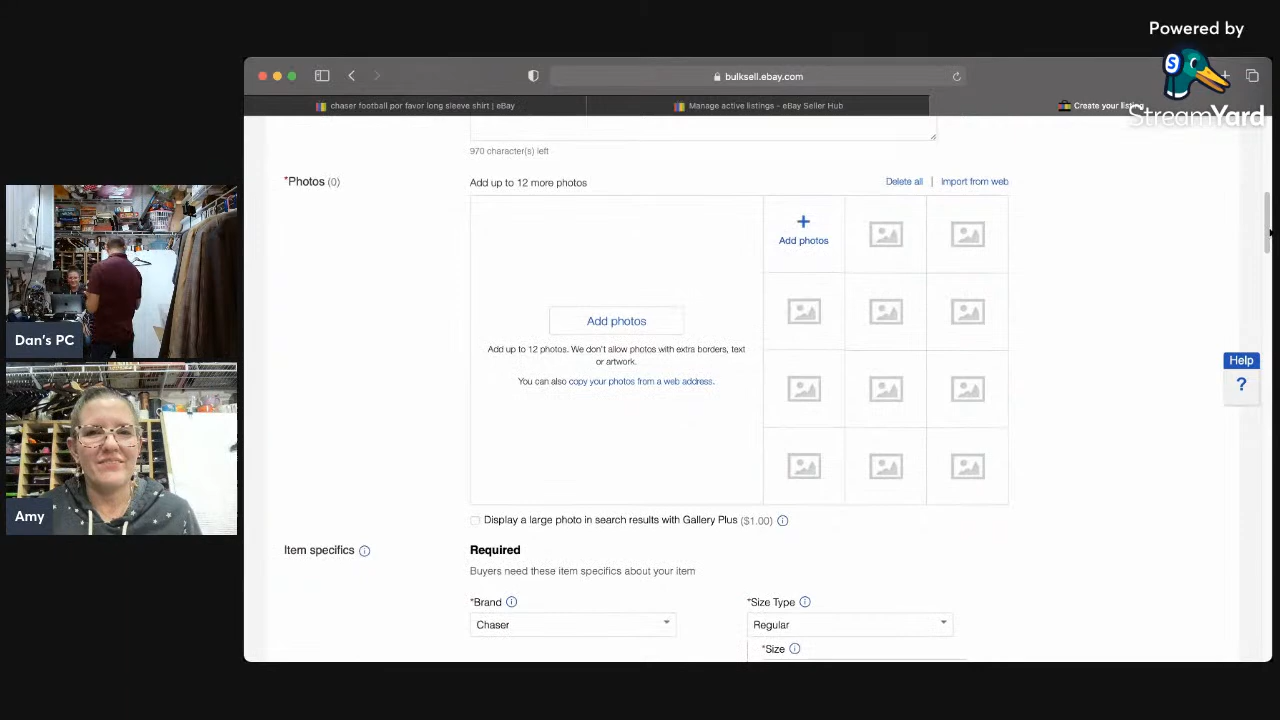 Powered by
StreamYard
bulksell.ebay.com
chaser football por favor long sleeve shirt | eBay
Manage active listings - eBay Seller Hub
Create your listing
970 character(s) left
*Photos (0)
Add up to 12 more photos
Delete all | Import from web
+
Add photos
Add photos
Add up to 12 photos. We don't allow photos with extra borders, text
or artwork.
You can also copy your photos from a web address.
Display a large photo in search results with Gallery Plus ($1.00)
Item specifics
Required
Buyers need these item specifics about your item
*Brand
*Size Type
Chaser
Regular
*Size
Help
?
Dan's PC
Amy